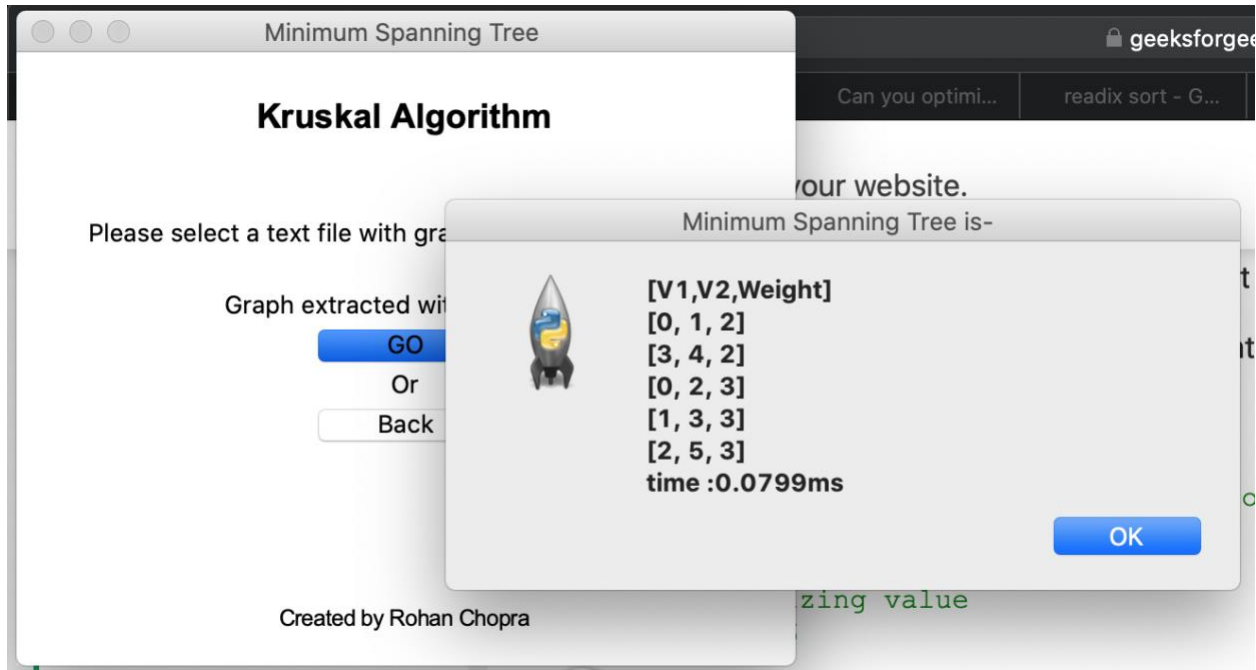 Minimum Spanning Tree
geeksforgee
Can you optimi...
readix sort - G...
Kruskal Algorithm
your website.
Please select a text file with gra
Minimum Spanning Tree is-
[V1,V2,Weight]
[0, 1, 2]
[3, 4, 2]
[0, 2, 3]
[1, 3, 3]
[2, 5, 3]
time :0.0799ms
Graph extracted wi
GO
Or
Back
OK
zing value
Created by Rohan Chopra